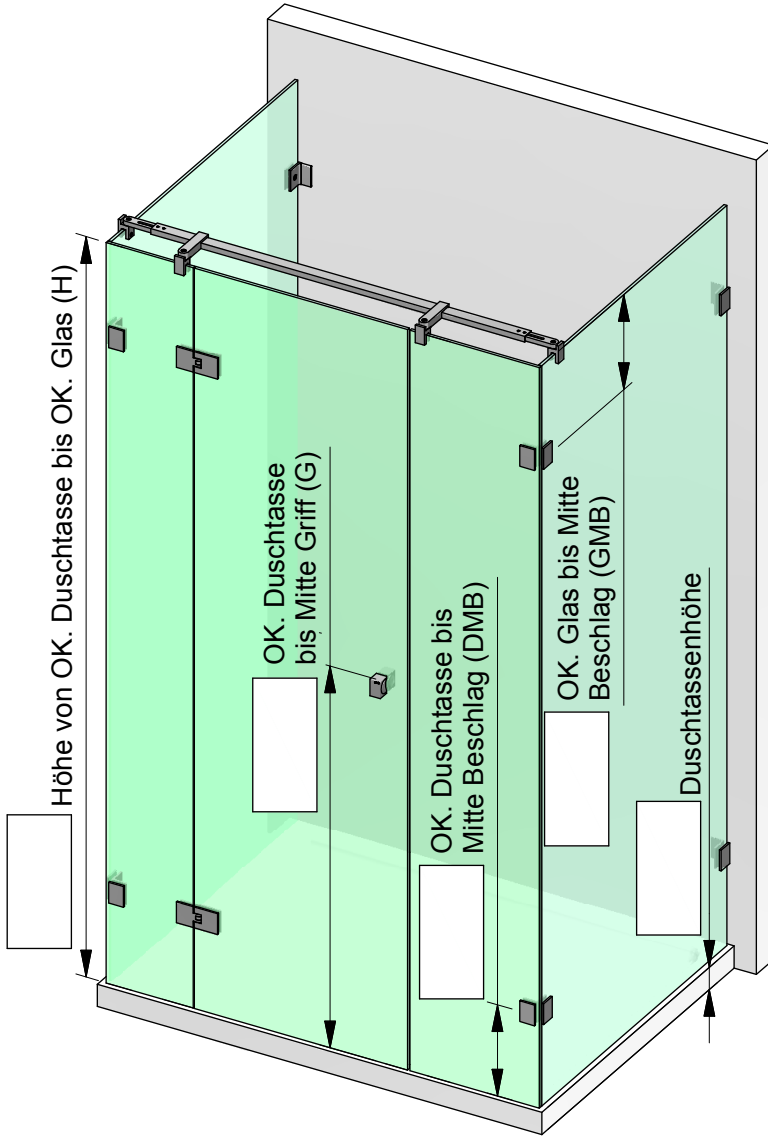 Höhe von OK. Duschtasse bis OK. Glas (H)
OK. Duschtasse
bis Mitte Griff (G)
OK. Duschtasse bis
Mitte Beschlag (DMB)
OK. Glas bis Mitte
Beschlag (GMB)
Duschtassenhöhe